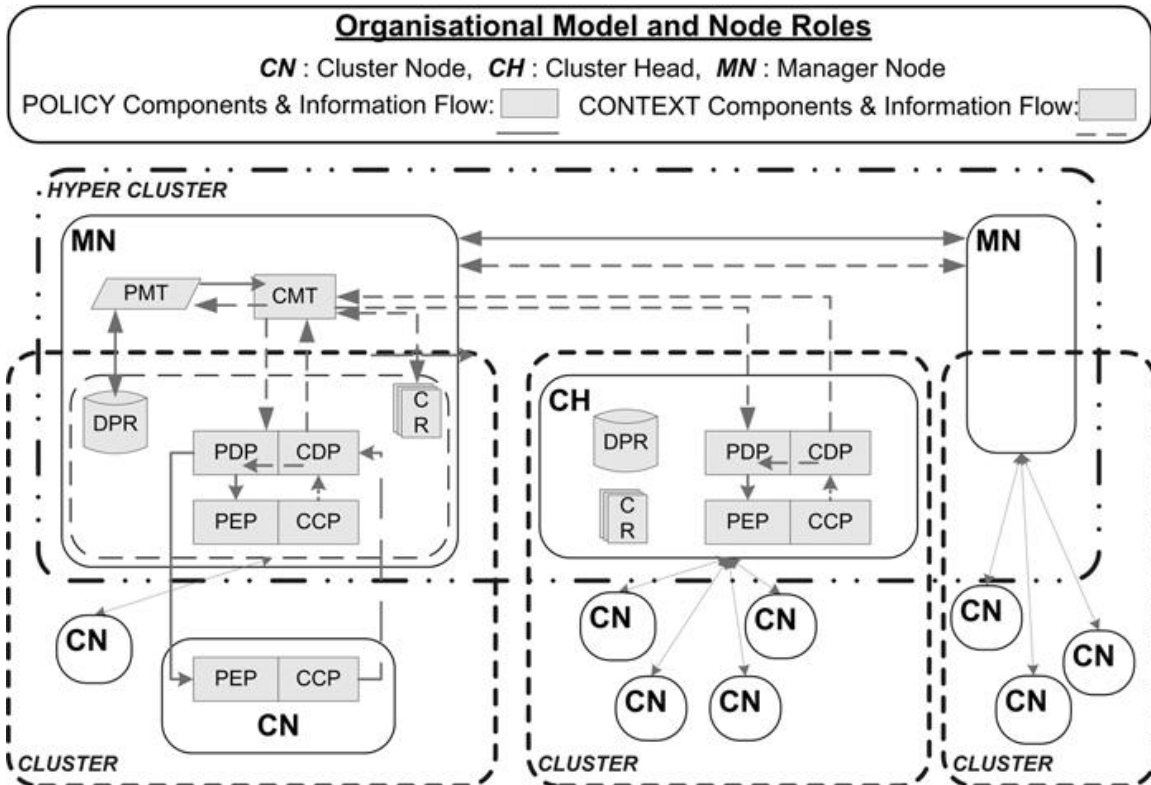 Organisational Model and Node Roles
CN : Cluster Node, CH : Cluster Head, MN : Manager Node
POLICY Components & Information Flow: CONTEXT Components & Information Flow:
HYPER CLUSTER
MN
PMT
CMT
DPR
C
R
PDP CDP
PEP CCP
CN
PEP CCP
CN
CLUSTER
CH
DPR
C
R
PDP CDP
PEP CCP
CN
CN
CN
CN
CLUSTER
MN
CN
CN
CN
CLUSTER